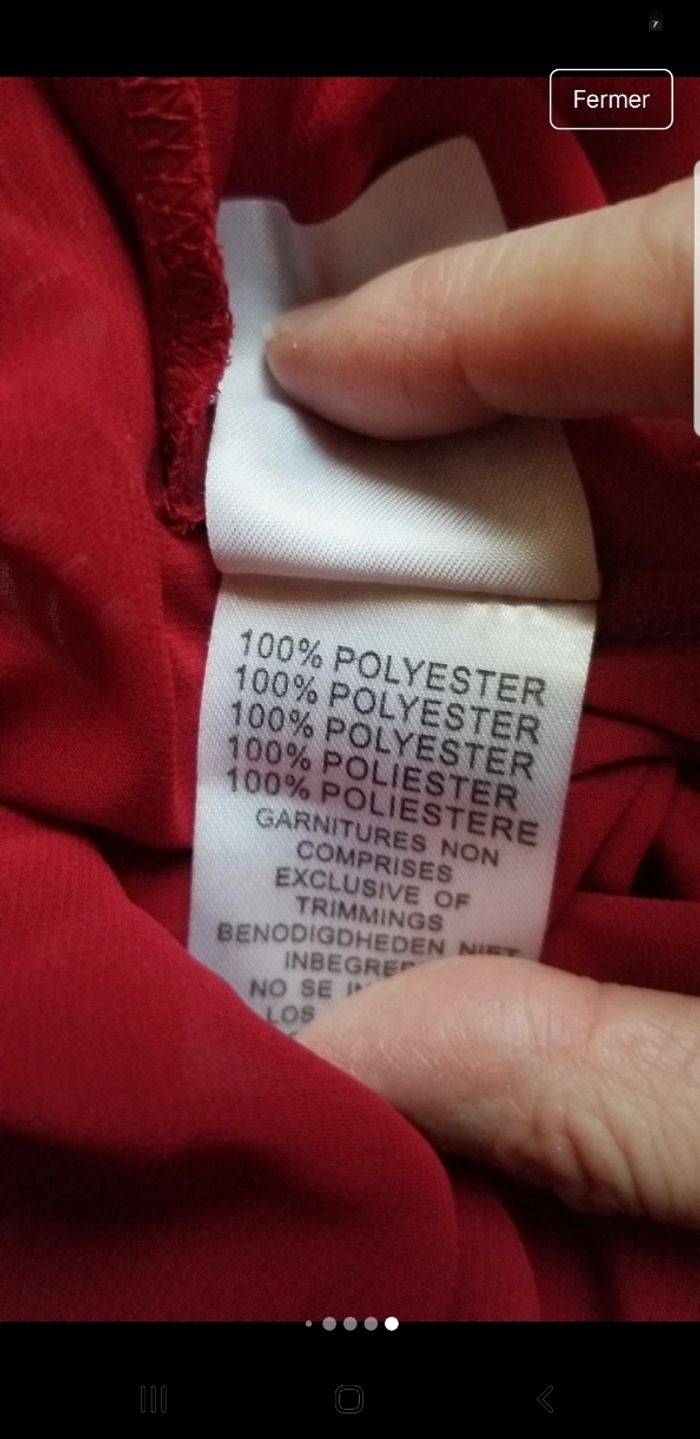 Fermer
100% POLYESTER
100% POLYESTER
100% POLYESTER
100% POLIESTER
100% POLIESTERE
GARNITURES NON
COMPRISES
EXCLUSIVE OF
TRIMMINGS
BENODIGDHEDEN NIET
NO SE
LOS